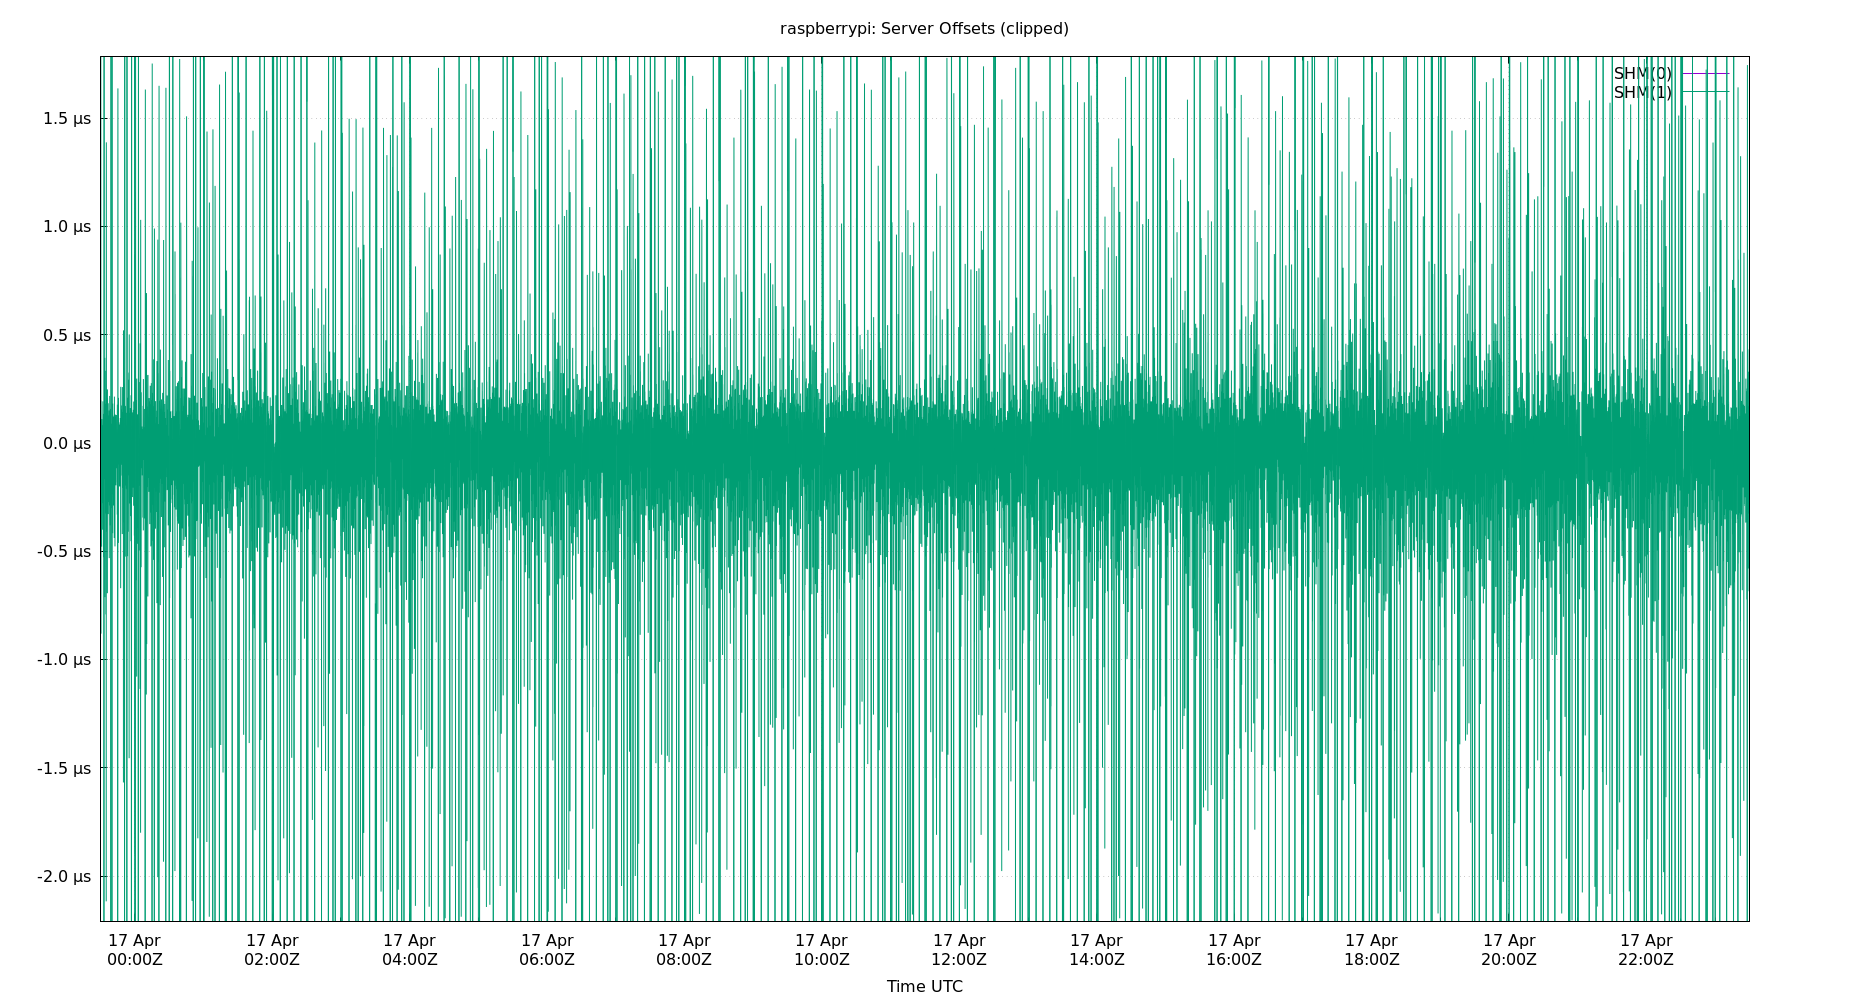 raspberrypi: Server Offsets (clipped)
SHM(0)
SHM(1)
1.5 µs
1.0 µs
0.5 µs
0.0 µs
-0.5 µs
-1.0 µs
-1.5 µs
-2.0 µs
17 Apr 17 Apr 17 Apr 17 Apr 17 Apr 17 Apr 17 Apr 17 Apr 17 Apr 17 Apr 17 Apr 17 Apr
00:00Z 02:00Z 04:00Z 06:00Z 08:00Z 10:00Z 12:00Z 14:00Z 16:00Z 18:00Z 20:00Z 22:00Z
Time UTC